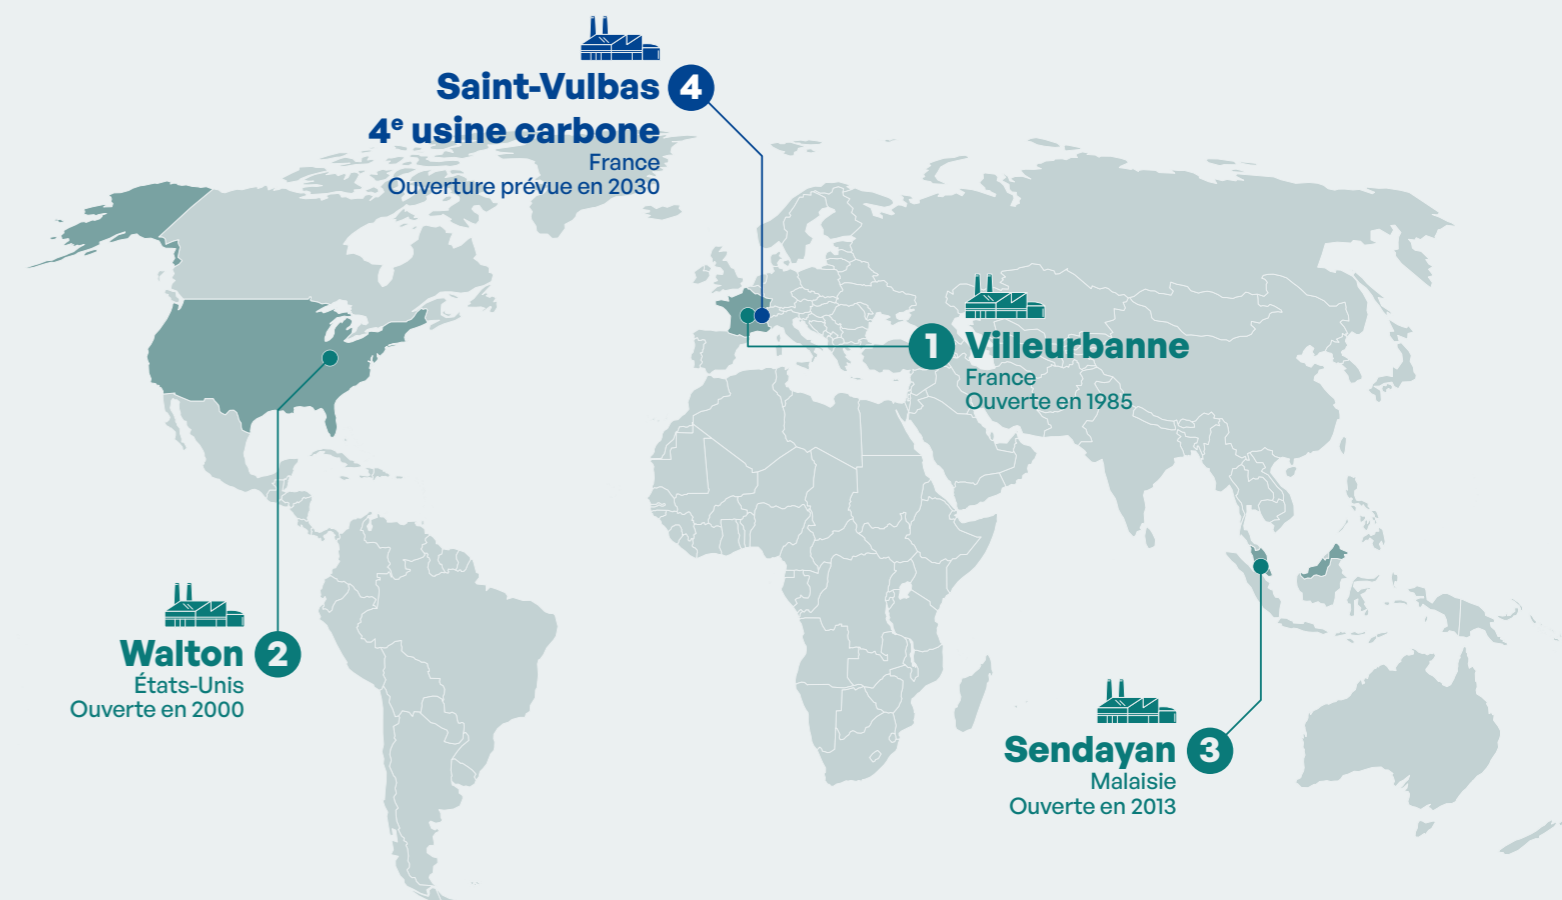 Saint-Vulbas 4
4e usine carbone
France
Ouverture prévue en 2030
1 Villeurbanne
France
Ouverte en 1985
Walton 2
États-Unis
Ouverte en 2000
Sendayan 3
Malaisie
Ouverte en 2013